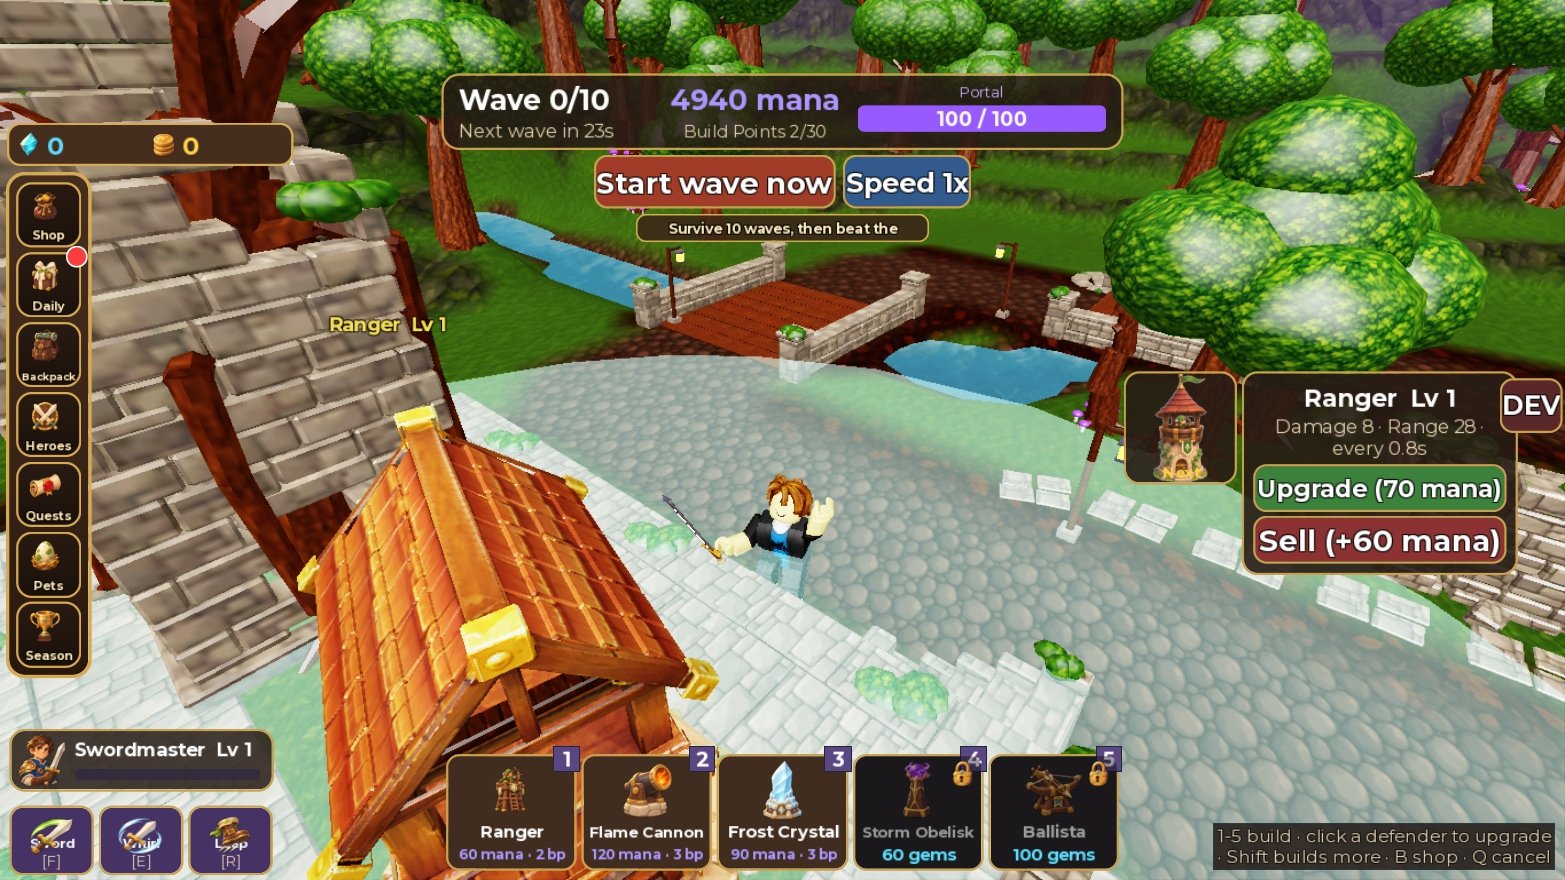 Wave 0/10
Next wave in 23s
4940 mana
Build Points 2/30
Portal
100 / 100
Start wave now
Speed 1x
Survive 10 waves, then beat the
0
0
Shop
Daily
Backpack
Heroes
Quests
Pets
Season
Ranger Lv 1
Ranger Lv 1
Damage 8 · Range 28 ·
every 0.8s
Upgrade (70 mana)
Sell (+60 mana)
Next
DEV
Swordmaster Lv 1
Sword
[F]
Whirl
[E]
Leap
[R]
1
Ranger
60 mana · 2 bp
2
Flame Cannon
120 mana · 3 bp
3
Frost Crystal
90 mana · 3 bp
4
Storm Obelisk
60 gems
5
Ballista
100 gems
1-5 build · click a defender to upgrade
· Shift builds more · B shop · Q cancel